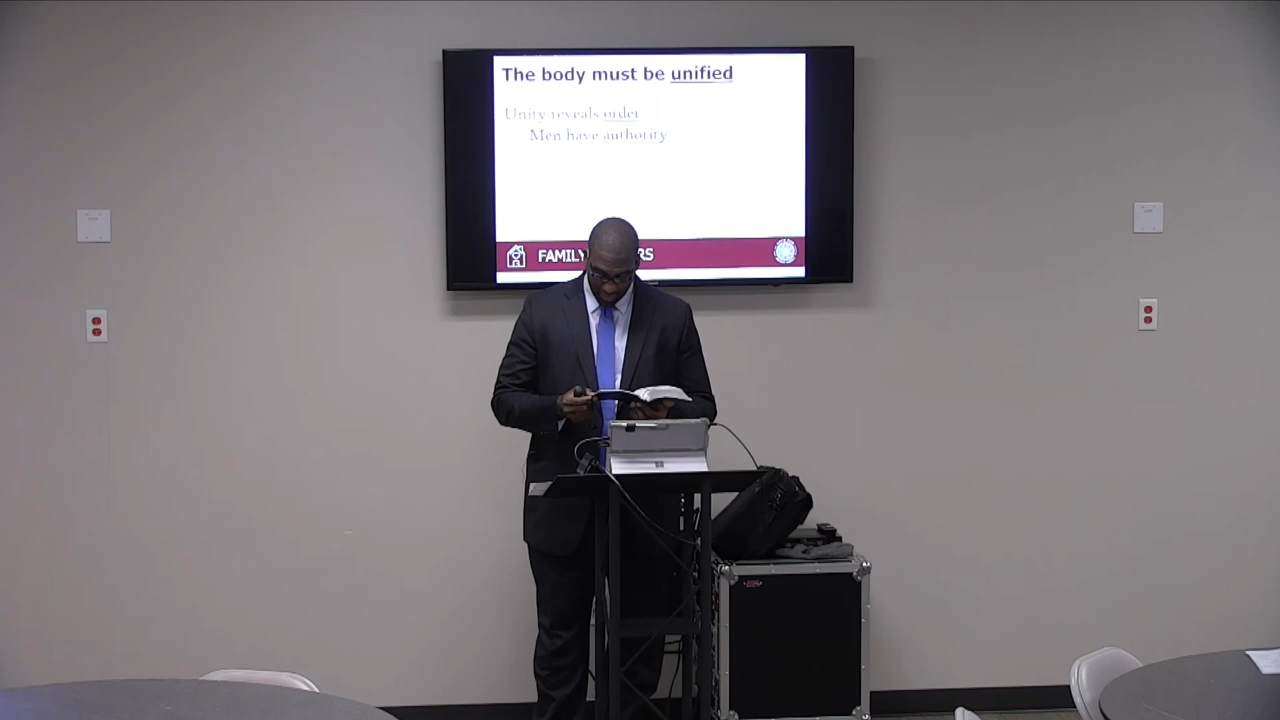 The body must be unified
Unity reveals order
Men have authority
FAMILY
RS